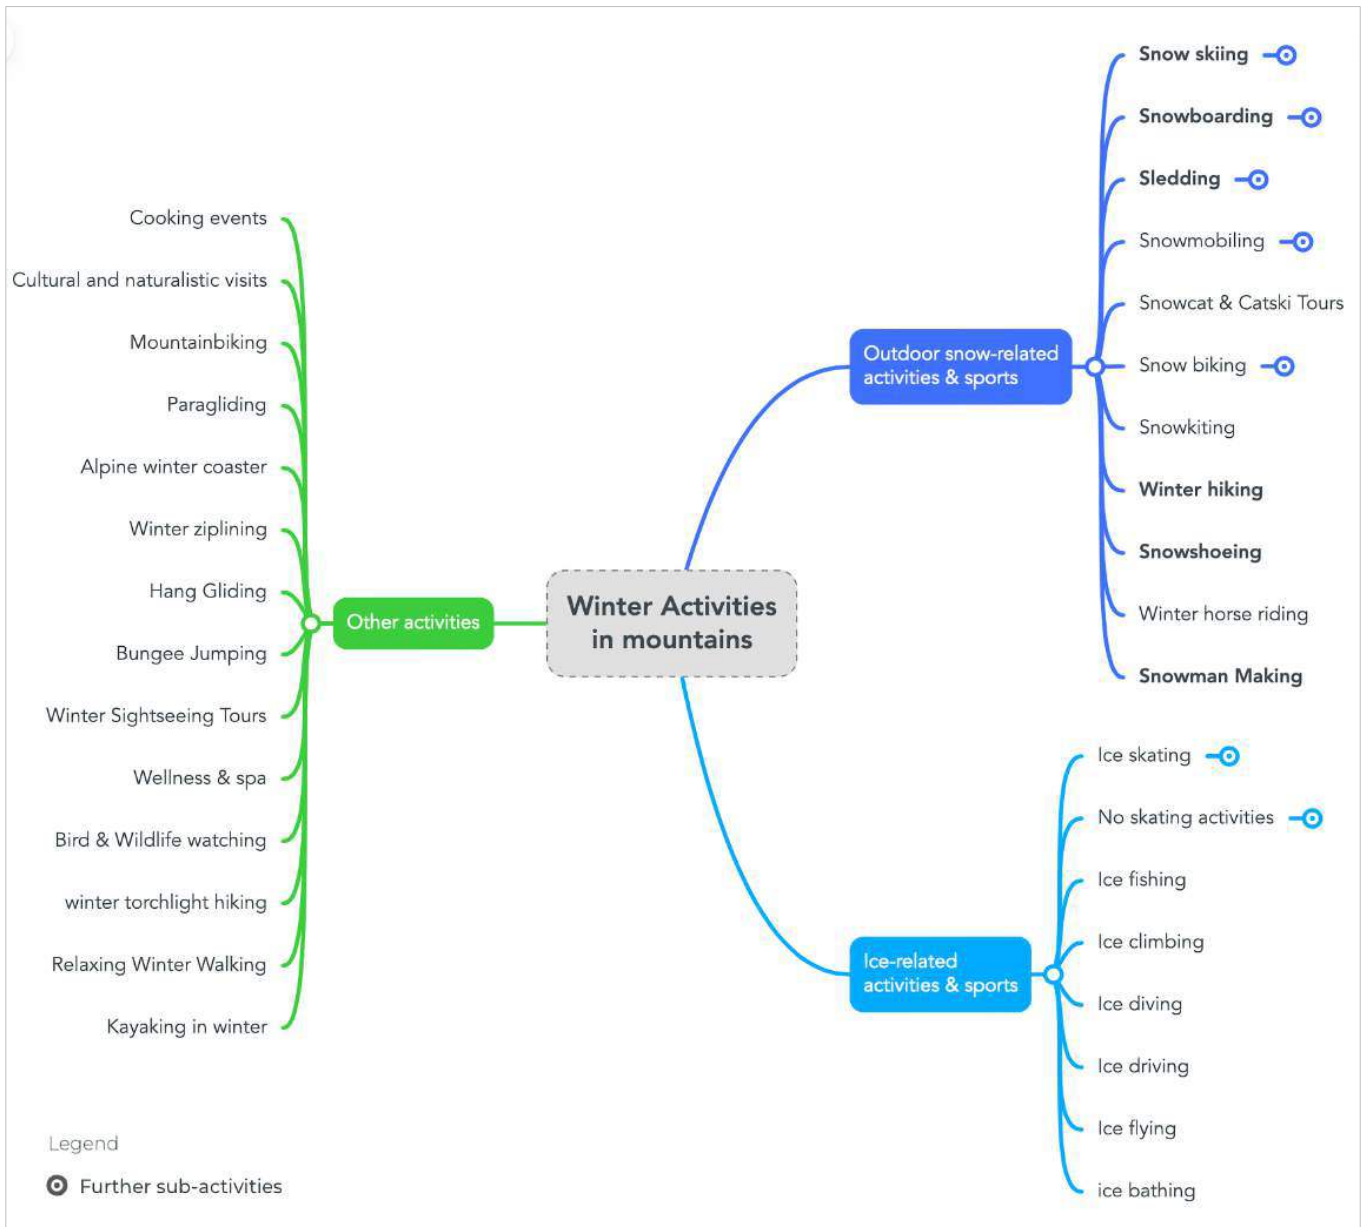 Winter Activities
in mountains
Outdoor snow-related
activities & sports
Snow skiing
Snowboarding
Sledding
Snowmobiling
Snowcat & Catski Tours
Snow biking
Snowkiting
Winter hiking
Snowshoeing
Winter horse riding
Snowman Making
Ice-related
activities & sports
Ice skating
No skating activities
Ice fishing
Ice climbing
Ice diving
Ice driving
Ice flying
ice bathing
Other activities
Cooking events
Cultural and naturalistic visits
Mountainbiking
Paragliding
Alpine winter coaster
Winter ziplining
Hang Gliding
Bungee Jumping
Winter Sightseeing Tours
Wellness & spa
Bird & Wildlife watching
winter torchlight hiking
Relaxing Winter Walking
Kayaking in winter
Legend
Further sub-activities